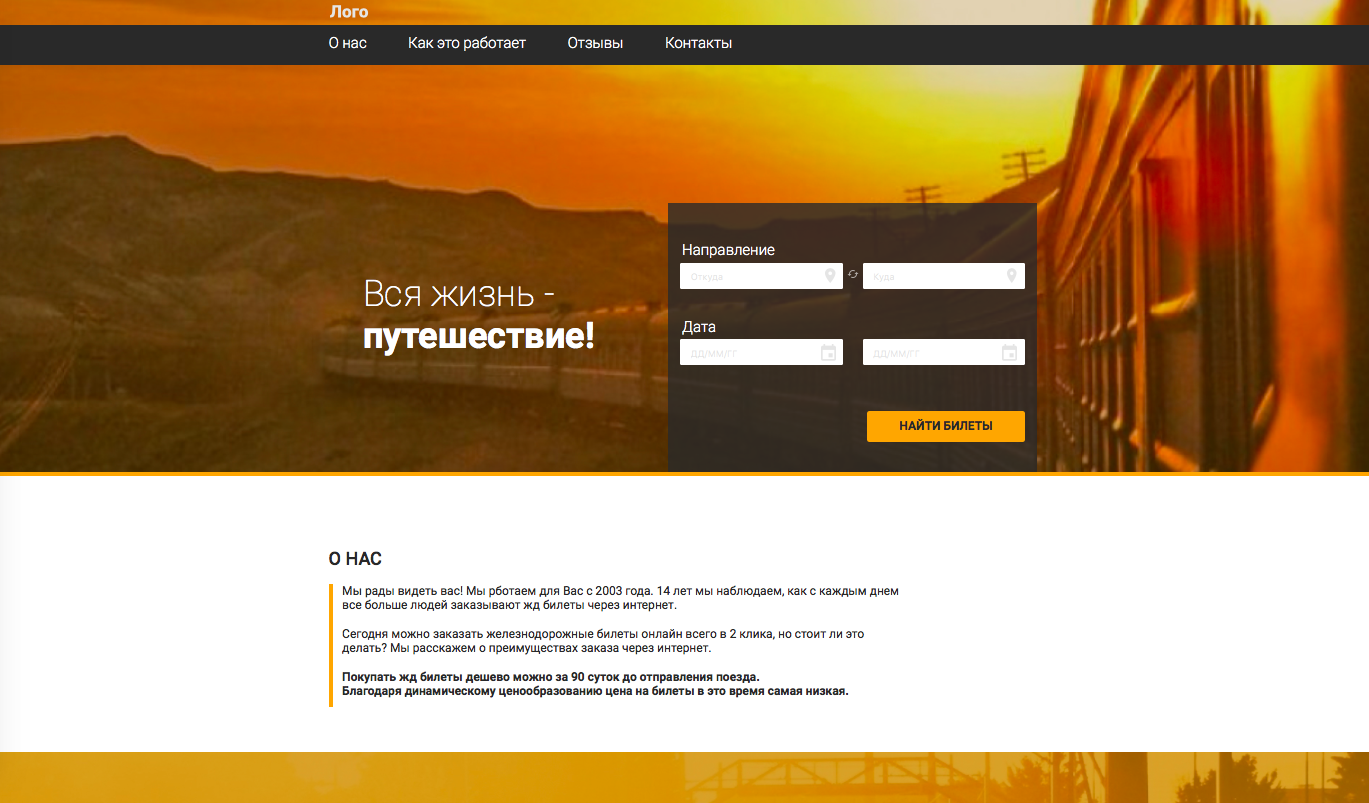 Лого
О нас Как это работает Отзывы Контакты
Вся жизнь -
путешествие!
Направление
Откуда Куда
Дата
ДД/ММ/ГГ ДД/ММ/ГГ
НАЙТИ БИЛЕТЫ
О НАС
Мы рады видеть вас! Мы рботаем для Вас с 2003 года. 14 лет мы наблюдаем, как с каждым днем
все больше людей заказывают жд билеты через интернет.
Сегодня можно заказать железнодорожные билеты онлайн всего в 2 клика, но стоит ли это
делать? Мы расскажем о преимуществах заказа через интернет.
Покупать жд билеты дешево можно за 90 суток до отправления поезда.
Благодаря динамическому ценообразованию цена на билеты в это время самая низкая.